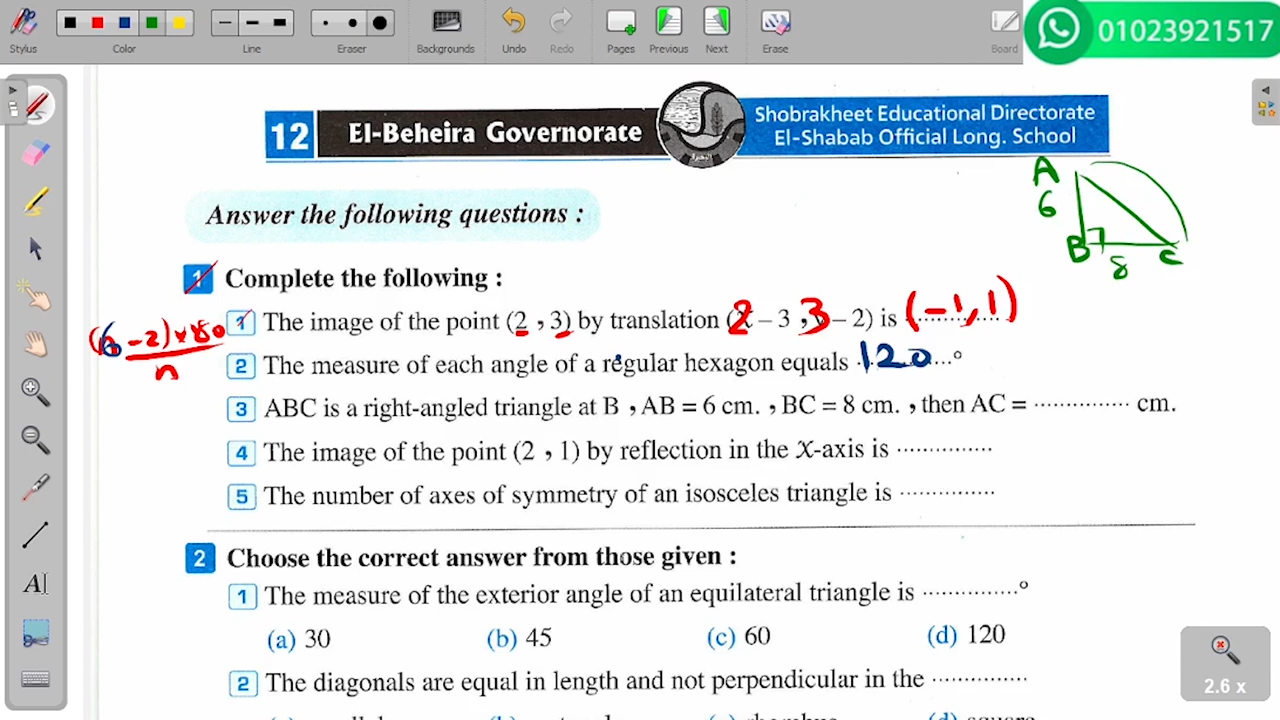 Stylus Color Line Eraser Backgrounds Undo Redo Pages Previous Next Erase Board
01023921517
12 El-Beheira Governorate
Shobrakheet Educational Directorate
El-Shabab Official Long. School
A
6
B 8 C
Answer the following questions :
1 Complete the following :
1 The image of the point (2 , 3) by translation (2 – 3 , 3 – 2) is (-1, 1)
(6 -2) × 180
n
2 The measure of each angle of a regular hexagon equals 120 °
3 ABC is a right-angled triangle at B , AB = 6 cm. , BC = 8 cm. , then AC = .............. cm.
4 The image of the point (2 , 1) by reflection in the X-axis is ..............
5 The number of axes of symmetry of an isosceles triangle is ..............
2 Choose the correct answer from those given :
1 The measure of the exterior angle of an equilateral triangle is ..............°
(a) 30 (b) 45 (c) 60 (d) 120
2 The diagonals are equal in length and not perpendicular in the ..............
A
2.6 x